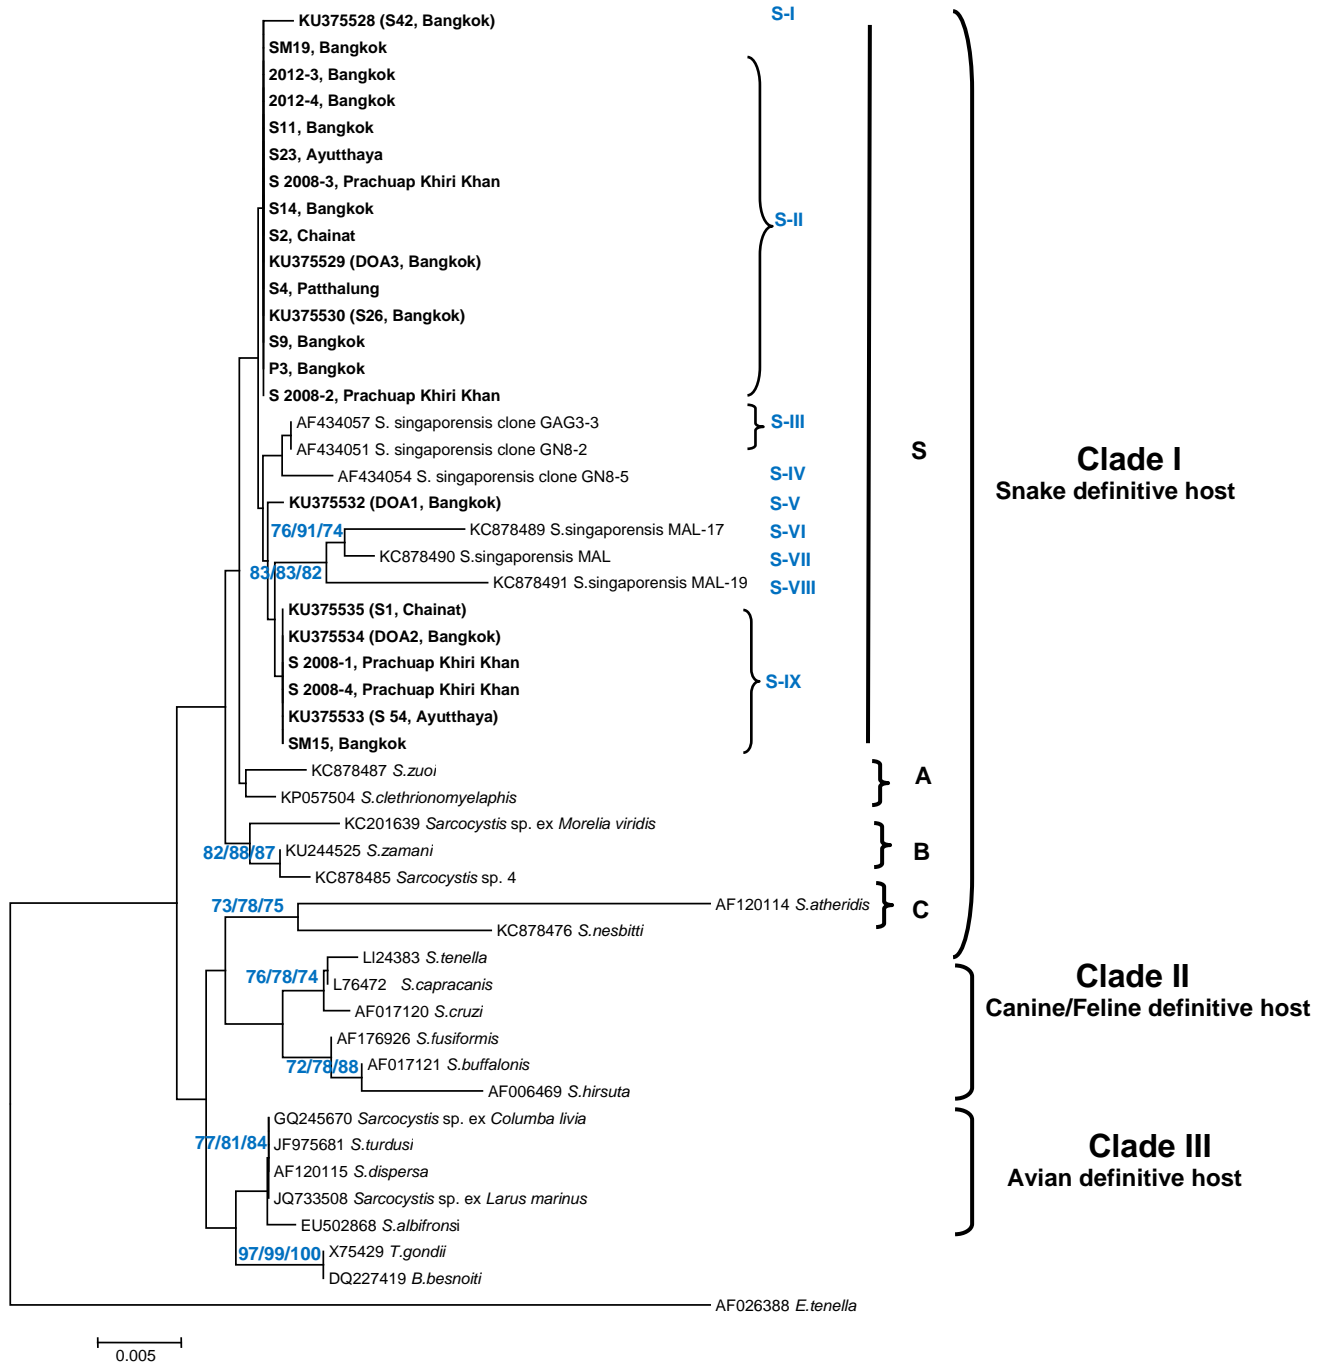 KU375528 (S42, Bangkok) S-I
SM19, Bangkok
2012-3, Bangkok
2012-4, Bangkok
S11, Bangkok
S23, Ayutthaya
S 2008-3, Prachuap Khiri Khan
S14, Bangkok
S-II
S2, Chainat
KU375529 (DOA3, Bangkok)
S4, Patthalung
KU375530 (S26, Bangkok)
S9, Bangkok
P3, Bangkok
S 2008-2, Prachuap Khiri Khan
AF434057 S. singaporensis clone GAG3-3 S-III
AF434051 S. singaporensis clone GN8-2
S
Clade I
Snake definitive host
AF434054 S. singaporensis clone GN8-5 S-IV
KU375532 (DOA1, Bangkok) S-V
76/91/74 KC878489 S.singaporensis MAL-17 S-VI
KC878490 S.singaporensis MAL S-VII
83/83/82
KC878491 S.singaporensis MAL-19 S-VIII
KU375535 (S1, Chainat)
KU375534 (DOA2, Bangkok)
S 2008-1, Prachuap Khiri Khan
S-IX
S 2008-4, Prachuap Khiri Khan
KU375533 (S 54, Ayutthaya)
SM15, Bangkok
KC878487 S.zuoi
A
KP057504 S.clethrionomyelaphis
KC201639 Sarcocystis sp. ex Morelia viridis
82/88/87 KU244525 S.zamani B
KC878485 Sarcocystis sp. 4
73/78/75 AF120114 S.atheridis C
KC878476 S.nesbitti
LI24383 S.tenella
76/78/74
Clade II
L76472 S.capracanis
Canine/Feline definitive host
AF017120 S.cruzi
AF176926 S.fusiformis
72/78/88 AF017121 S.buffalonis
AF006469 S.hirsuta
GQ245670 Sarcocystis sp. ex Columba livia
77/81/84 JF975681 S.turdusi Clade III
AF120115 S.dispersa Avian definitive host
JQ733508 Sarcocystis sp. ex Larus marinus
EU502868 S.albifronsi
97/99/100 X75429 T.gondii
DQ227419 B.besnoiti
AF026388 E.tenella
0.005